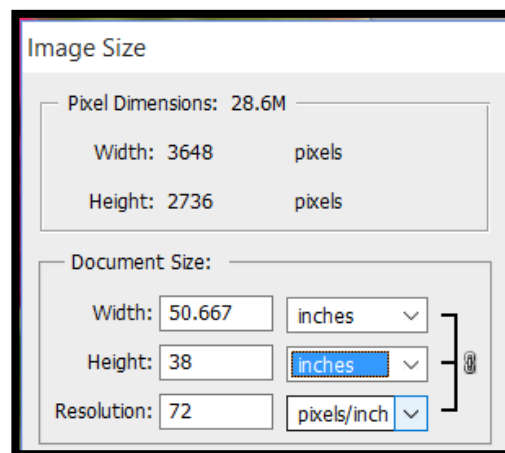 Image Size
Pixel Dimensions: 28.6M
Width: 3648 pixels
Height: 2736 pixels
Document Size:
Width: 50.667 inches
Height: 38 inches
Resolution: 72 pixels/inch